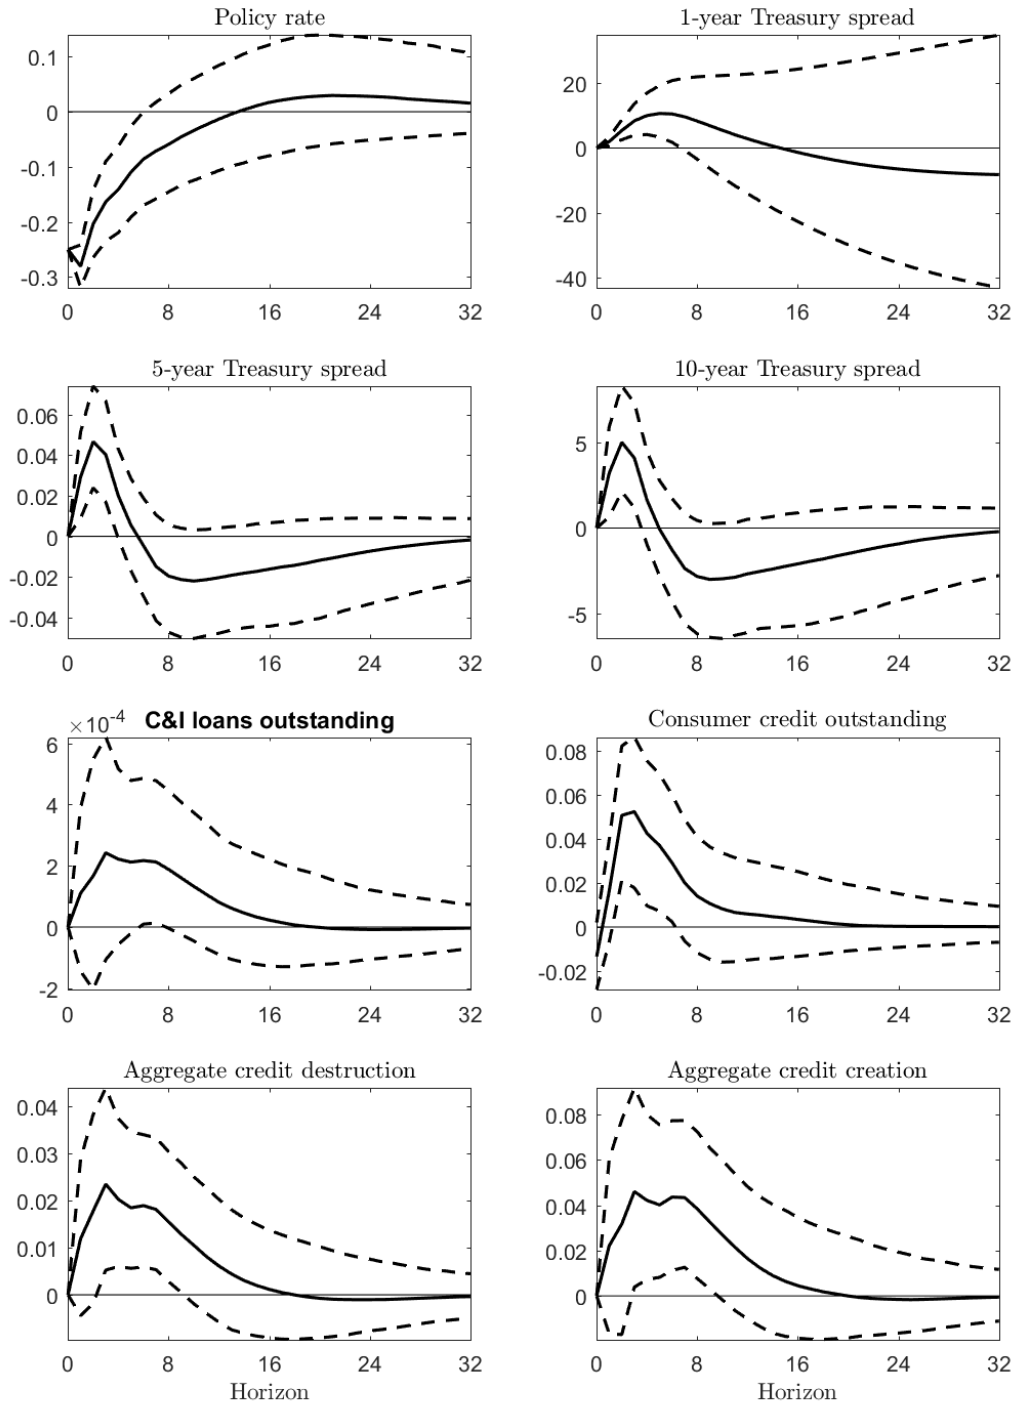 Policy rate
0.1
0
-0.1
-0.2
-0.3
0 8 16 24 32
1-year Treasury spread
20
0
-20
-40
0 8 16 24 32
5-year Treasury spread
0.06
0.04
0.02
0
-0.02
-0.04
0 8 16 24 32
10-year Treasury spread
5
0
-5
0 8 16 24 32
×10⁻⁴ C&I loans outstanding
6
4
2
0
-2
0 8 16 24 32
Consumer credit outstanding
0.08
0.06
0.04
0.02
0
-0.02
0 8 16 24 32
Aggregate credit destruction
0.04
0.03
0.02
0.01
0
0 8 16 24 32
Horizon
Aggregate credit creation
0.08
0.06
0.04
0.02
0
0 8 16 24 32
Horizon